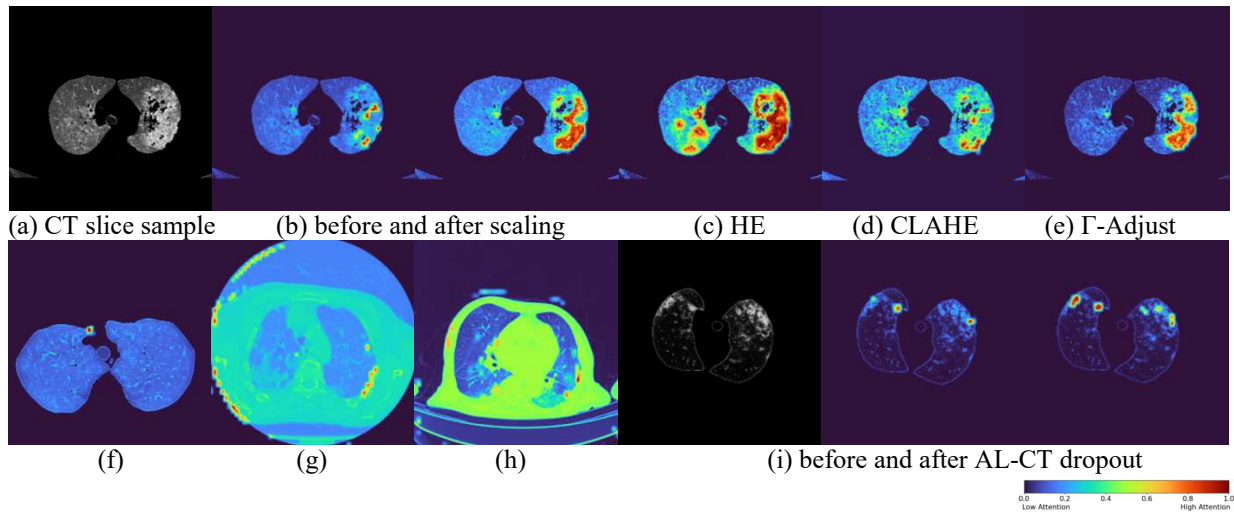 (a) CT slice sample
(b) before and after scaling
(c) HE
(d) CLAHE
(e) Γ-Adjust
(f)
(g)
(h)
(i) before and after AL-CT dropout
0.0 0.2 0.4 0.6 0.8 1.0
Low Attention High Attention